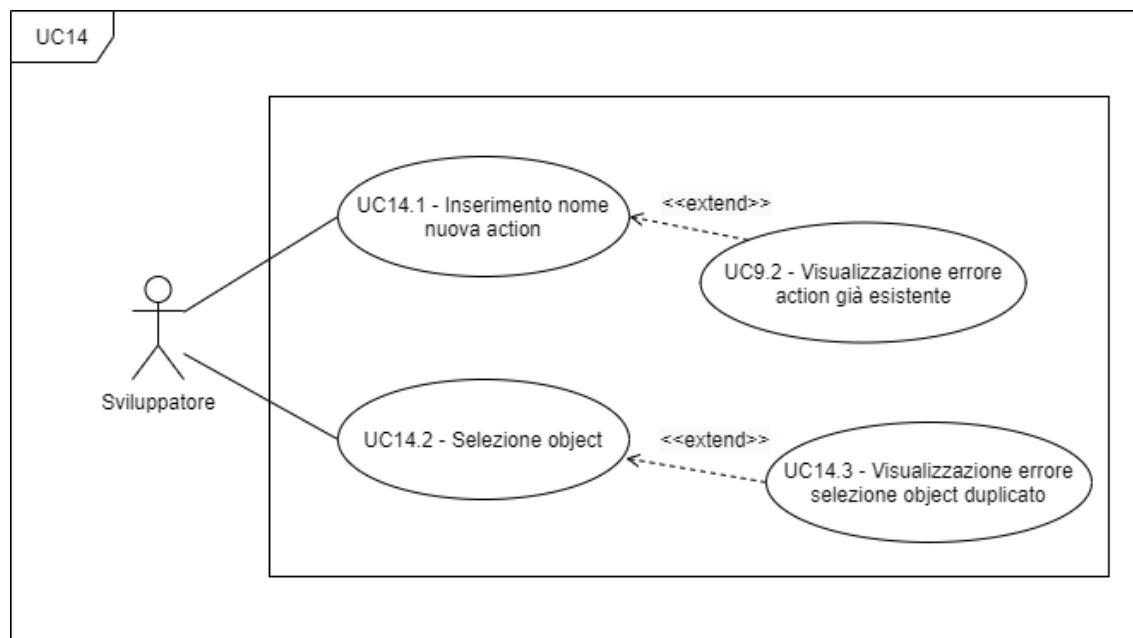 UC14
UC14.1 - Inserimento nome
nuova action
<<extend>>
UC9.2 - Visualizzazione errore
action già esistente
Sviluppatore
UC14.2 - Selezione object
<<extend>>
UC14.3 - Visualizzazione errore
selezione object duplicato